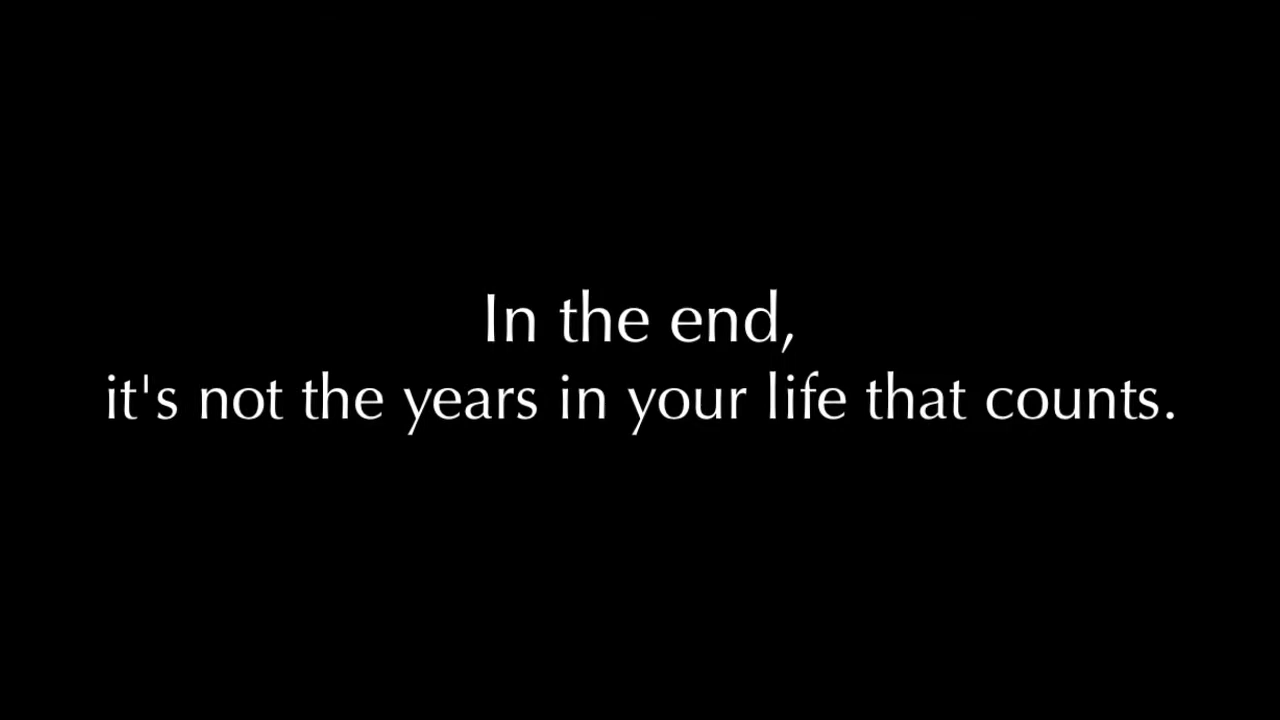 In the end,
it's not the years in your life that counts.